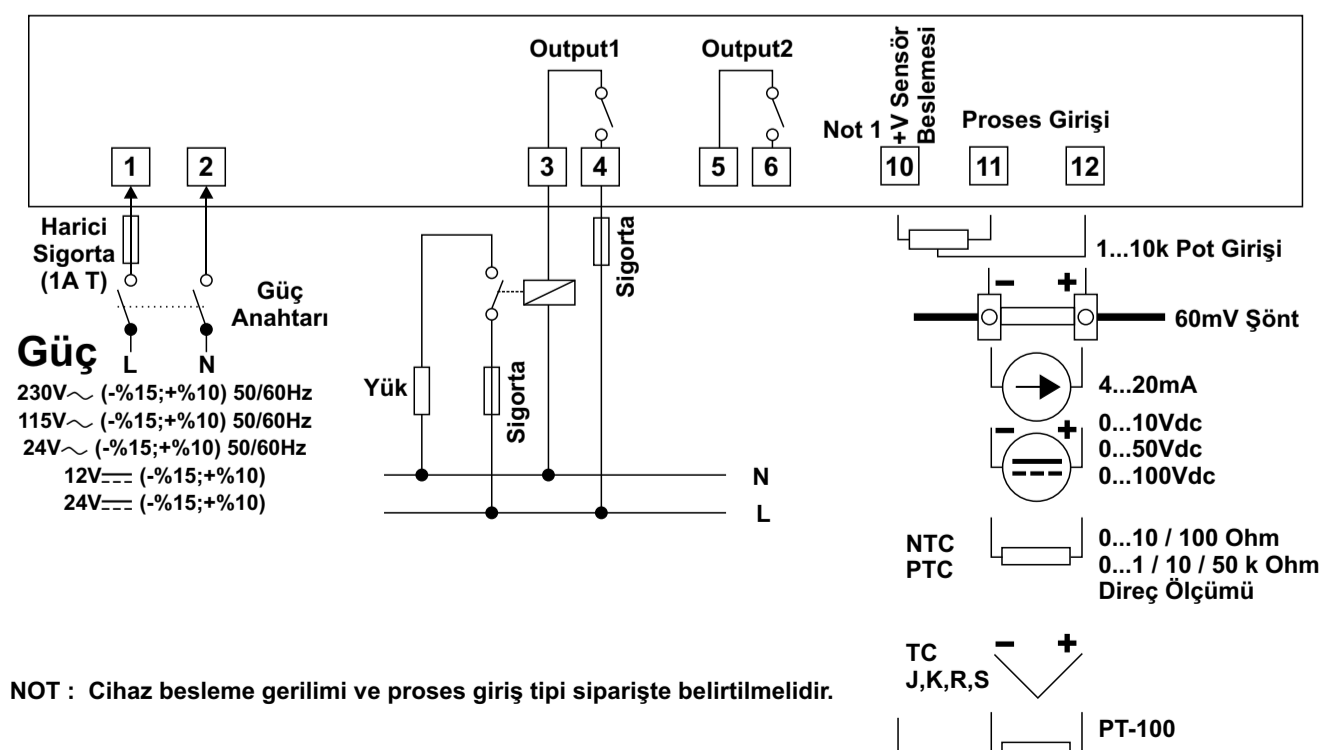 Output1
Output2
Not 1
+V Sensör
Beslemesi
Proses Girişi
1
2
3
4
5
6
10
11
12
Harici
Sigorta
(1A T)
Güç
Anahtarı
Güç
L
N
230V (-%15;+%10) 50/60Hz
115V (-%15;+%10) 50/60Hz
24V (-%15;+%10) 50/60Hz
12V (-%15;+%10)
24V (-%15;+%10)
Yük
Sigorta
Sigorta
N
L
1...10k Pot Girişi
- +
60mV Şönt
4...20mA
- +
0...10Vdc
0...50Vdc
0...100Vdc
NTC
PTC
0...10 / 100 Ohm
0...1 / 10 / 50 k Ohm
Direç Ölçümü
TC
J,K,R,S
- +
PT-100
NOT : Cihaz besleme gerilimi ve proses giriş tipi siparişte belirtilmelidir.